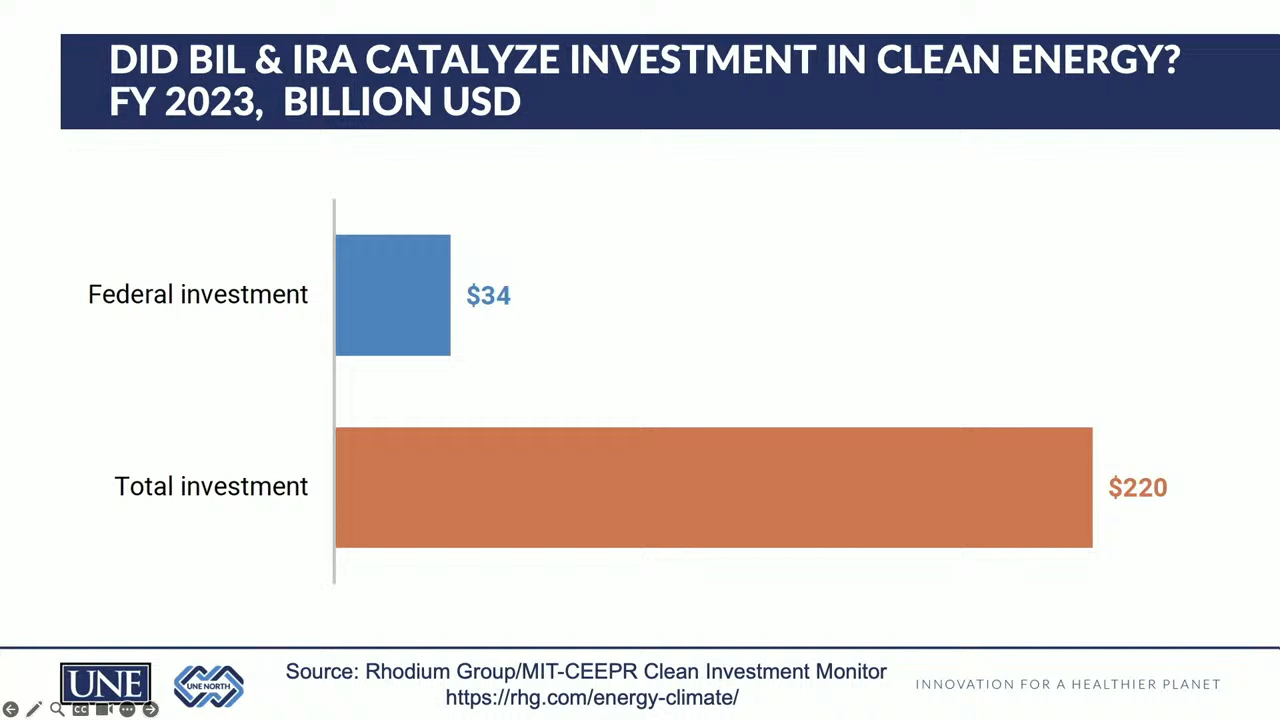 DID BIL & IRA CATALYZE INVESTMENT IN CLEAN ENERGY?
FY 2023, BILLION USD
Federal investment
$34
Total investment
$220
UNE
UNE NORTH
Source: Rhodium Group/MIT-CEEPR Clean Investment Monitor
https://rhg.com/energy-climate/
INNOVATION FOR A HEALTHIER PLANET
CC